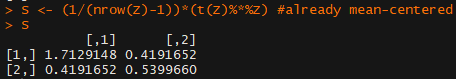 > S <- (1/(nrow(Z)-1))*(t(Z)%*%Z) #already mean-centered
> S
[,1] [,2]
[1,] 1.7129148 0.4191652
[2,] 0.4191652 0.5399660